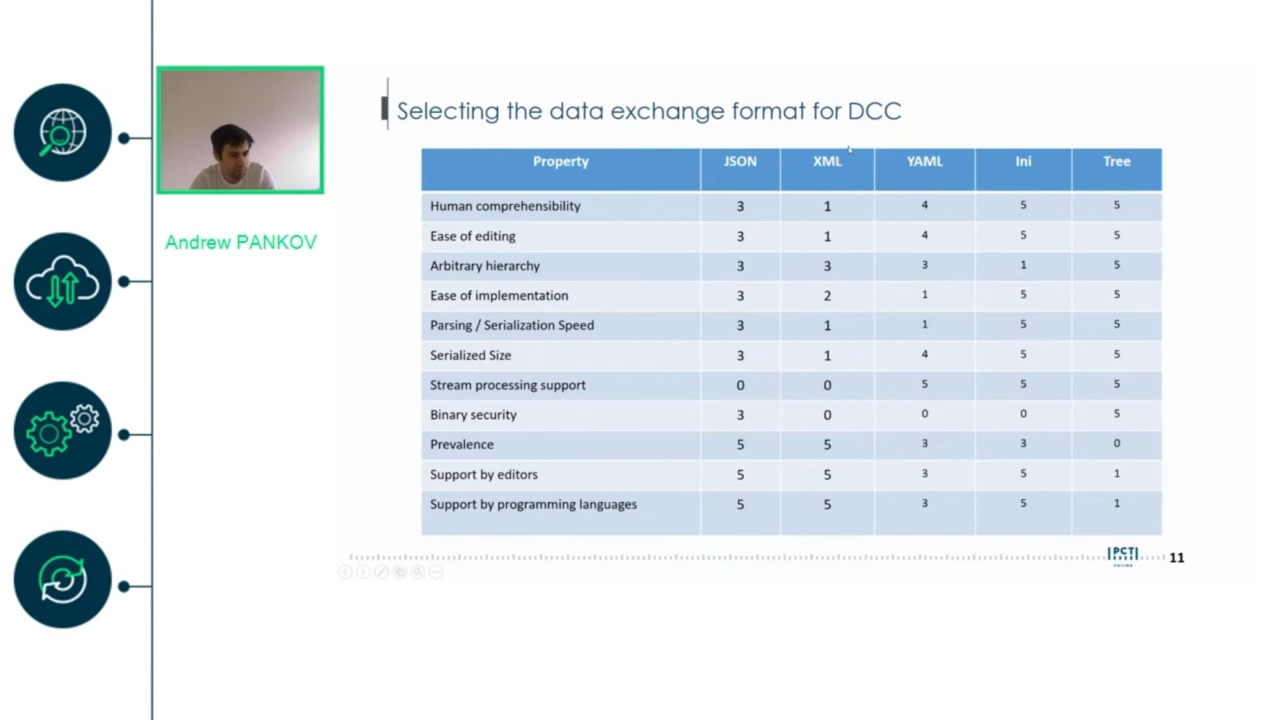 Selecting the data exchange format for DCC
Andrew PANKOV
Property JSON XML YAML Ini Tree
Human comprehensibility 3 1 4 5 5
Ease of editing 3 1 4 5 5
Arbitrary hierarchy 3 3 3 1 5
Ease of implementation 3 2 1 5 5
Parsing / Serialization Speed 3 1 1 5 5
Serialized Size 3 1 4 5 5
Stream processing support 0 0 5 5 5
Binary security 3 0 0 0 5
Prevalence 5 5 3 3 0
Support by editors 5 5 3 5 1
Support by programming languages 5 5 3 5 1
PCT
11